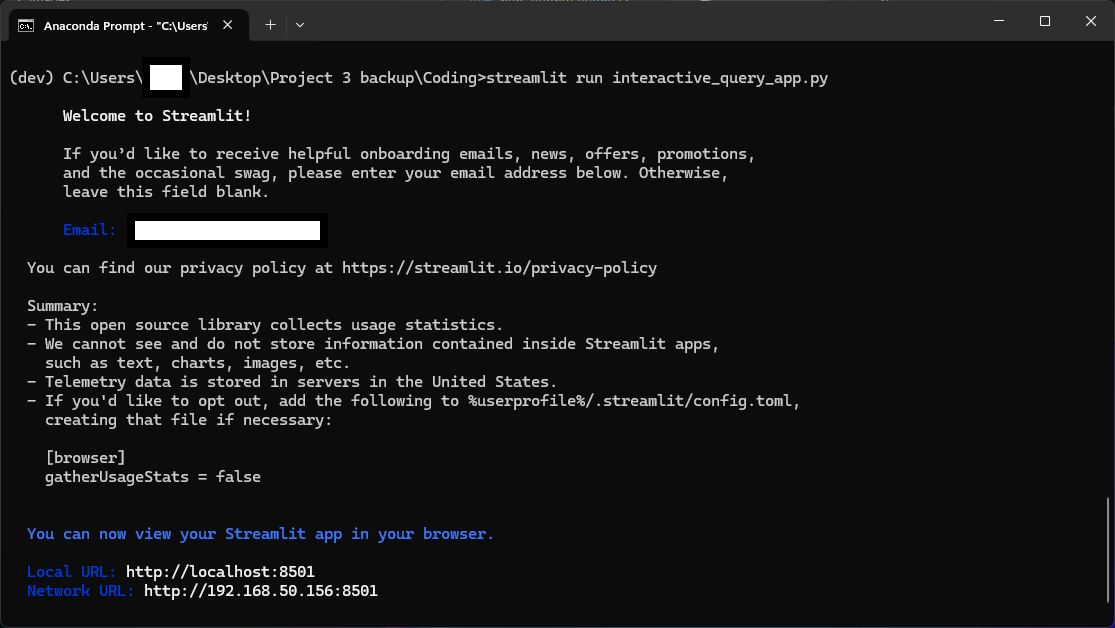 Anaconda Prompt - "C:\Users\
(dev) C:\Users\ \Desktop\Project 3 backup\Coding>streamlit run interactive_query_app.py
Welcome to Streamlit!
If you’d like to receive helpful onboarding emails, news, offers, promotions,
and the occasional swag, please enter your email address below. Otherwise,
leave this field blank.
Email:
You can find our privacy policy at https://streamlit.io/privacy-policy
Summary:
- This open source library collects usage statistics.
- We cannot see and do not store information contained inside Streamlit apps,
such as text, charts, images, etc.
- Telemetry data is stored in servers in the United States.
- If you'd like to opt out, add the following to %userprofile%/.streamlit/config.toml,
creating that file if necessary:
[browser]
gatherUsageStats = false
You can now view your Streamlit app in your browser.
Local URL: http://localhost:8501
Network URL: http://192.168.50.156:8501